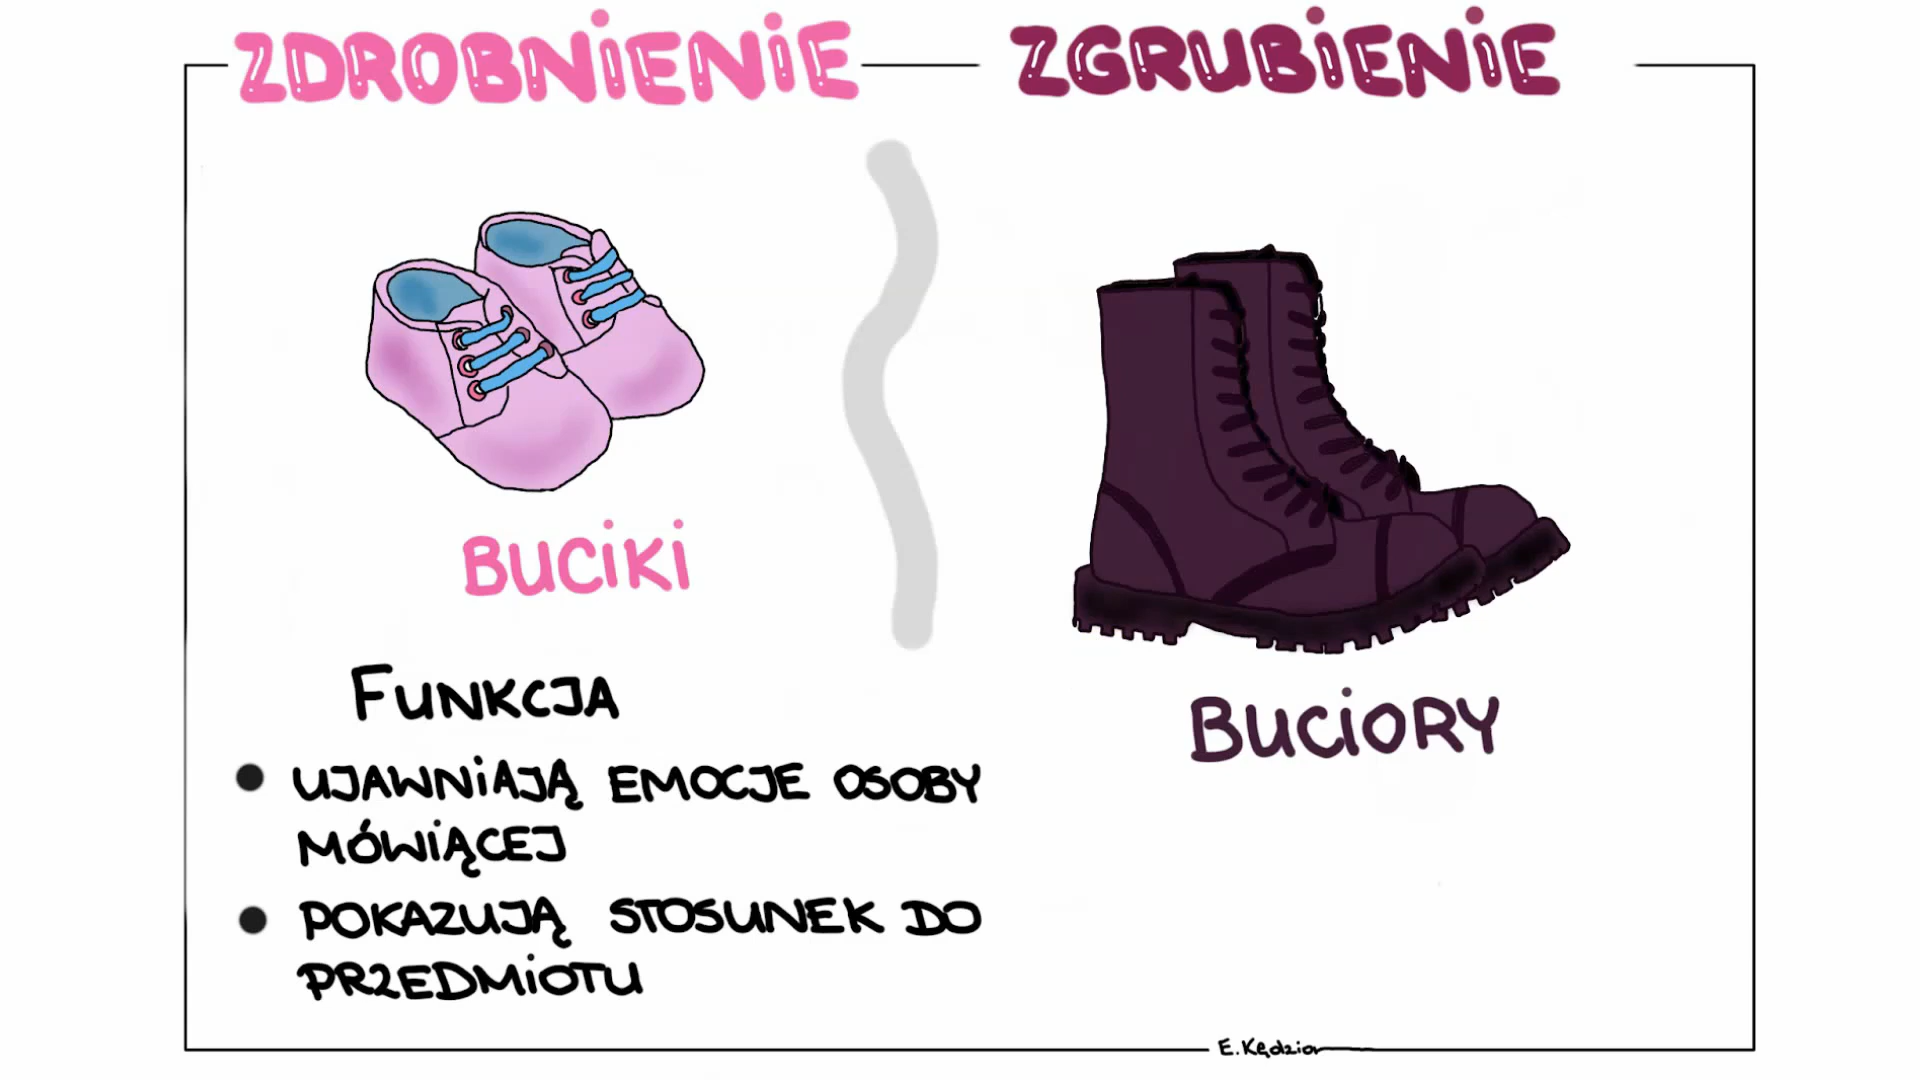 ZDROBNIENIE
ZGRUBIENIE
BUCIKI
BUCIORY
FUNKCJA
• UJAWNIAJĄ EMOCJE OSOBY
MÓWIĄCEJ
• POKAZUJĄ STOSUNEK DO
PRZEDMIOTU
E. Kędzior